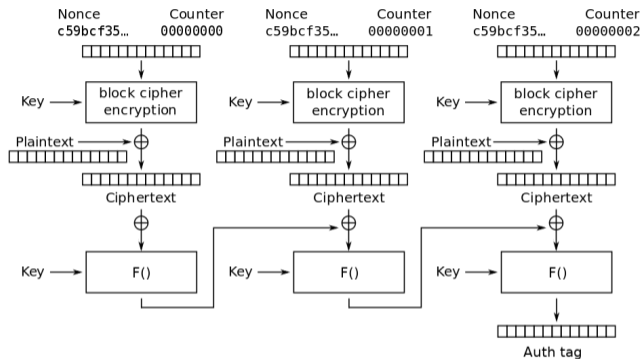 Nonce Counter Nonce Counter Nonce Counter
c59bcf35… 00000000 c59bcf35… 00000001 c59bcf35… 00000002
Key block cipher encryption Key block cipher encryption Key block cipher encryption
Plaintext Plaintext Plaintext
Ciphertext Ciphertext Ciphertext
Key F() Key F() Key F()
Auth tag